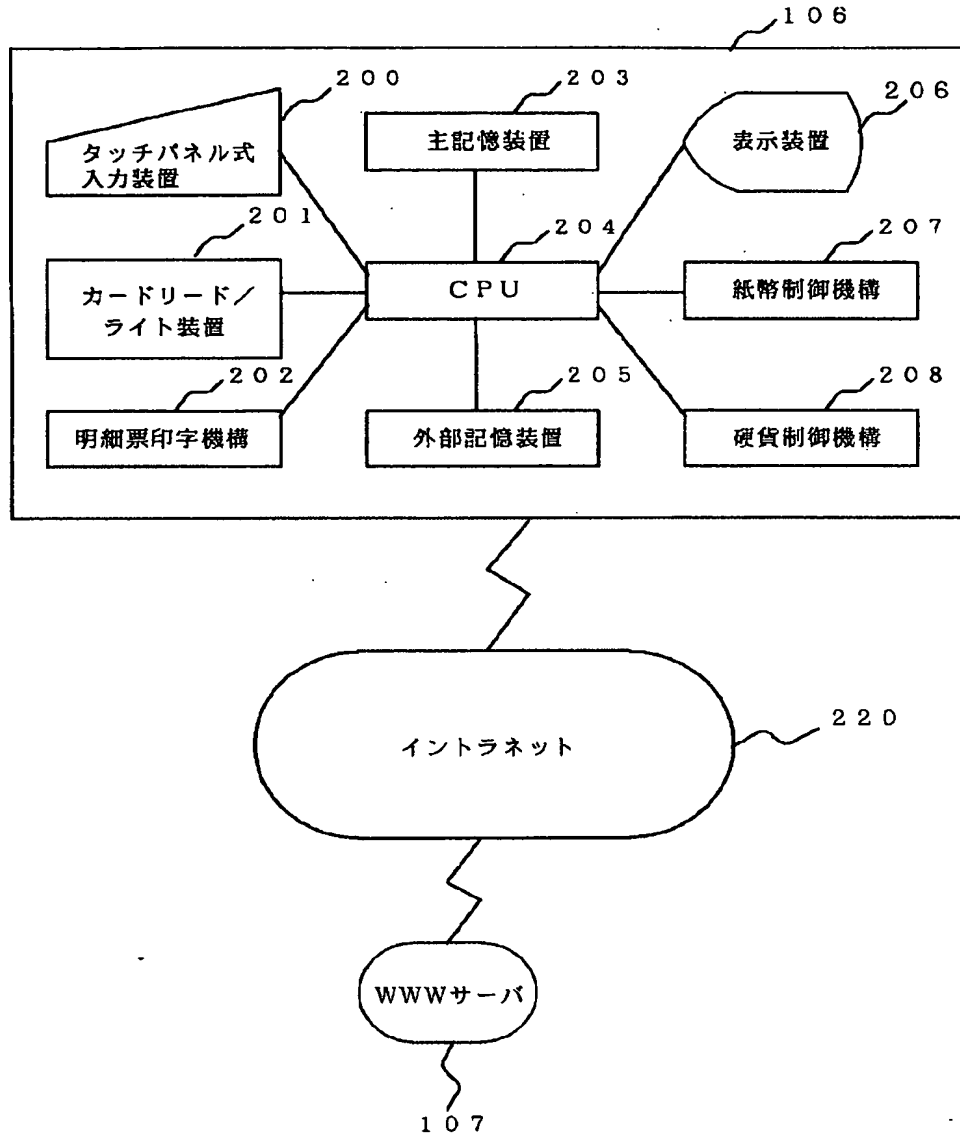 １０６
２００
２０３
２０６
タッチパネル式
入力装置
主記憶装置
表示装置
２０１
２０４
２０７
カードリード／
ライト装置
ＣＰＵ
紙幣制御機構
２０２
２０５
２０８
明細票印字機構
外部記憶装置
硬貨制御機構
２２０
イントラネット
ＷＷＷサーバ
１０７